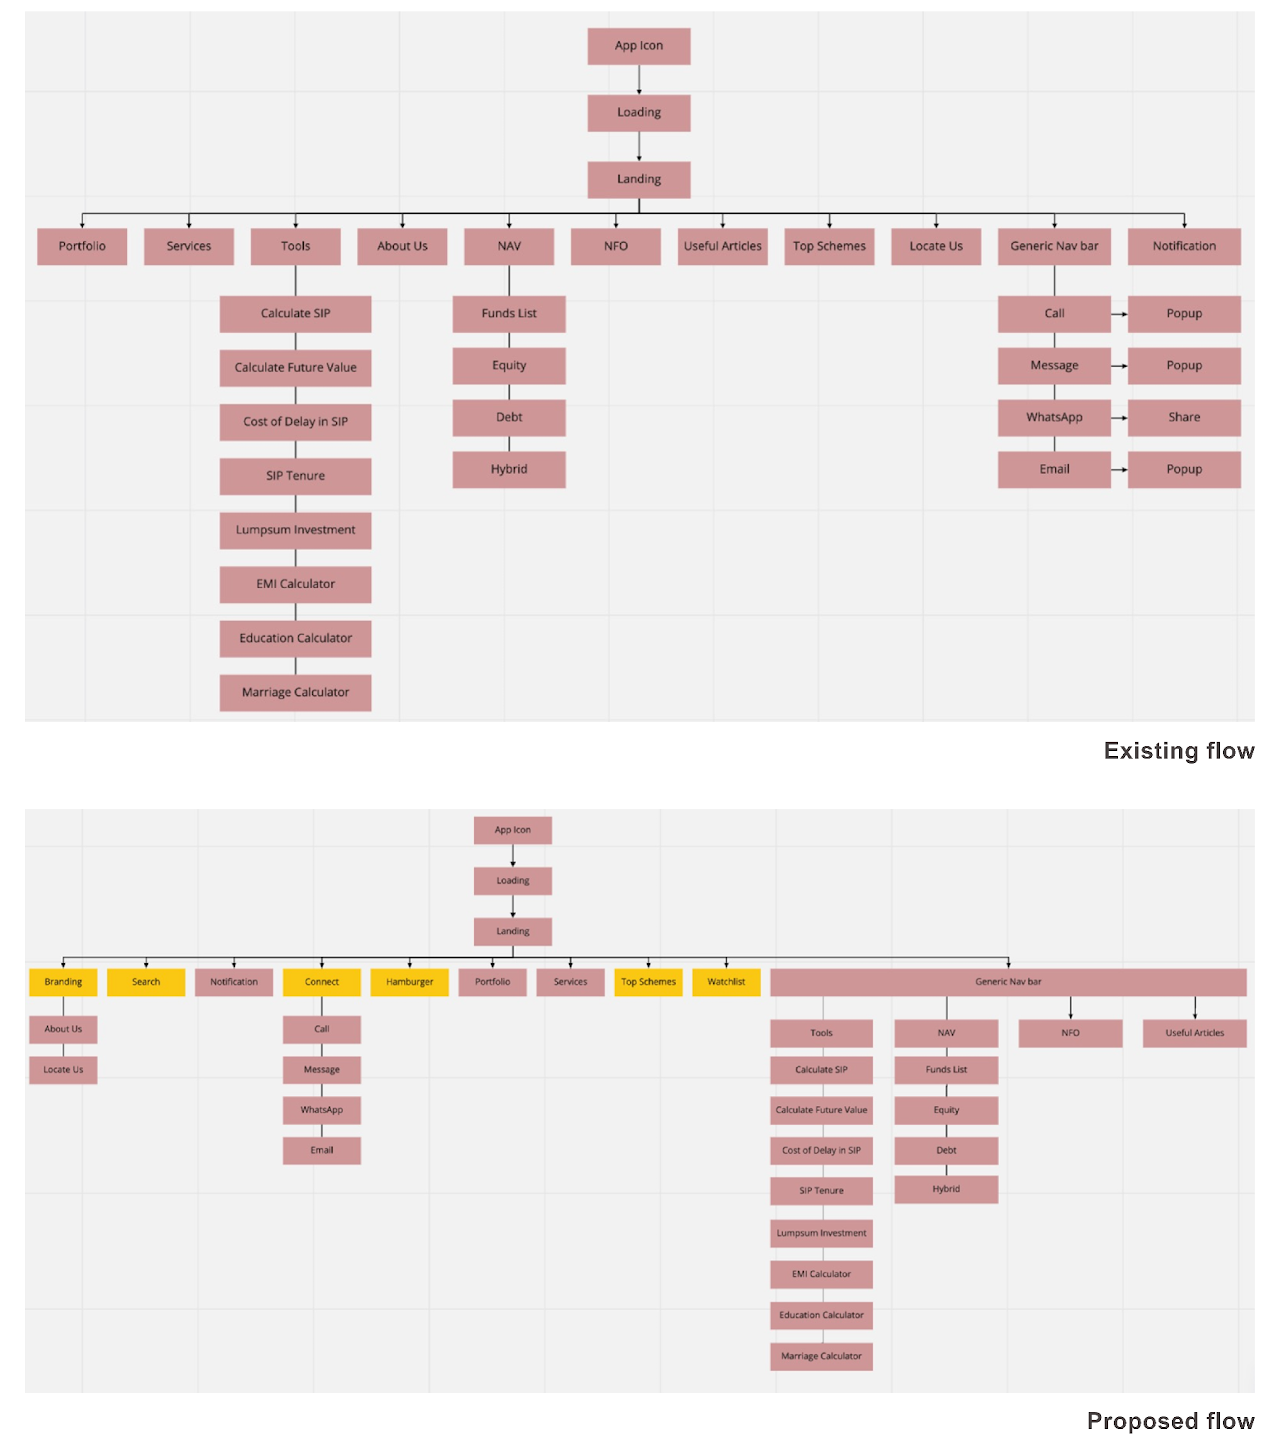 App Icon
Loading
Landing
Portfolio
Services
Tools
About Us
NAV
NFO
Useful Articles
Top Schemes
Locate Us
Generic Nav bar
Notification
Calculate SIP
Calculate Future Value
Cost of Delay in SIP
SIP Tenure
Lumpsum Investment
EMI Calculator
Education Calculator
Marriage Calculator
Funds List
Equity
Debt
Hybrid
Call
Popup
Message
Popup
WhatsApp
Share
Email
Popup
Existing flow
App Icon
Loading
Landing
Branding
Search
Notification
Connect
Hamburger
Portfolio
Services
Top Schemes
Watchlist
Generic Nav bar
About Us
Locate Us
Call
Message
WhatsApp
Email
Tools
Calculate SIP
Calculate Future Value
Cost of Delay in SIP
SIP Tenure
Lumpsum Investment
EMI Calculator
Education Calculator
Marriage Calculator
NAV
Funds List
Equity
Debt
Hybrid
NFO
Useful Articles
Proposed flow